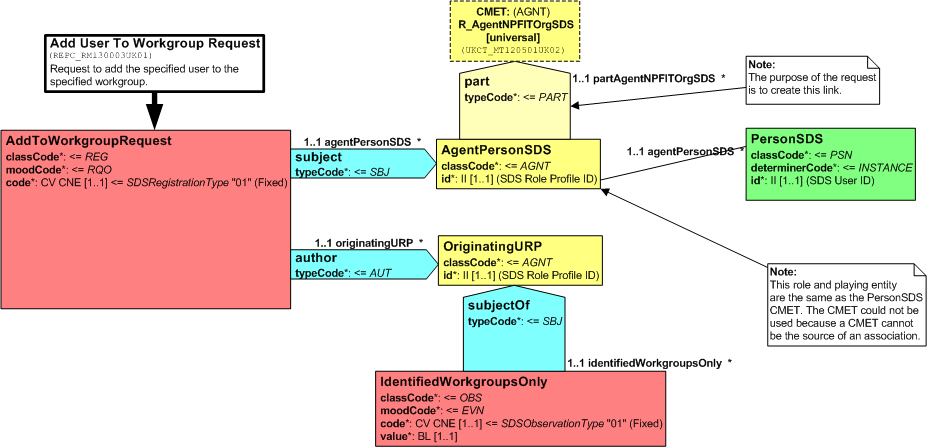 CMET: (AGNT)
R_AgentNPFITOrgSDS
[universal]
(UKCT_MT120501UK02)
Add User To Workgroup Request
(REPC_RM130003UK01)
Request to add the specified user to the
specified workgroup.
1..1 partAgentNPFITOrgSDS *
part
typeCode*: <= PART
Note:
The purpose of the request
is to create this link.
AddToWorkgroupRequest
classCode*: <= REG
moodCode*: <= RQO
code*: CV CNE [1..1] <= SDSRegistrationType "01" (Fixed)
1..1 agentPersonSDS *
subject
typeCode*: <= SBJ
AgentPersonSDS
classCode*: <= AGNT
id*: II [1..1] (SDS Role Profile ID)
1..1 agentPersonSDS *
PersonSDS
classCode*: <= PSN
determinerCode*: <= INSTANCE
id*: II [1..1] (SDS User ID)
1..1 originatingURP *
author
typeCode*: <= AUT
OriginatingURP
classCode*: <= AGNT
id*: II [1..1] (SDS Role Profile ID)
Note:
This role and playing entity
are the same as the PersonSDS
CMET. The CMET could not be
used because a CMET cannot
be the source of an association.
subjectOf
typeCode*: <= SBJ
1..1 identifiedWorkgroupsOnly *
IdentifiedWorkgroupsOnly
classCode*: <= OBS
moodCode*: <= EVN
code*: CV CNE [1..1] <= SDSObservationType "01" (Fixed)
value*: BL [1..1]